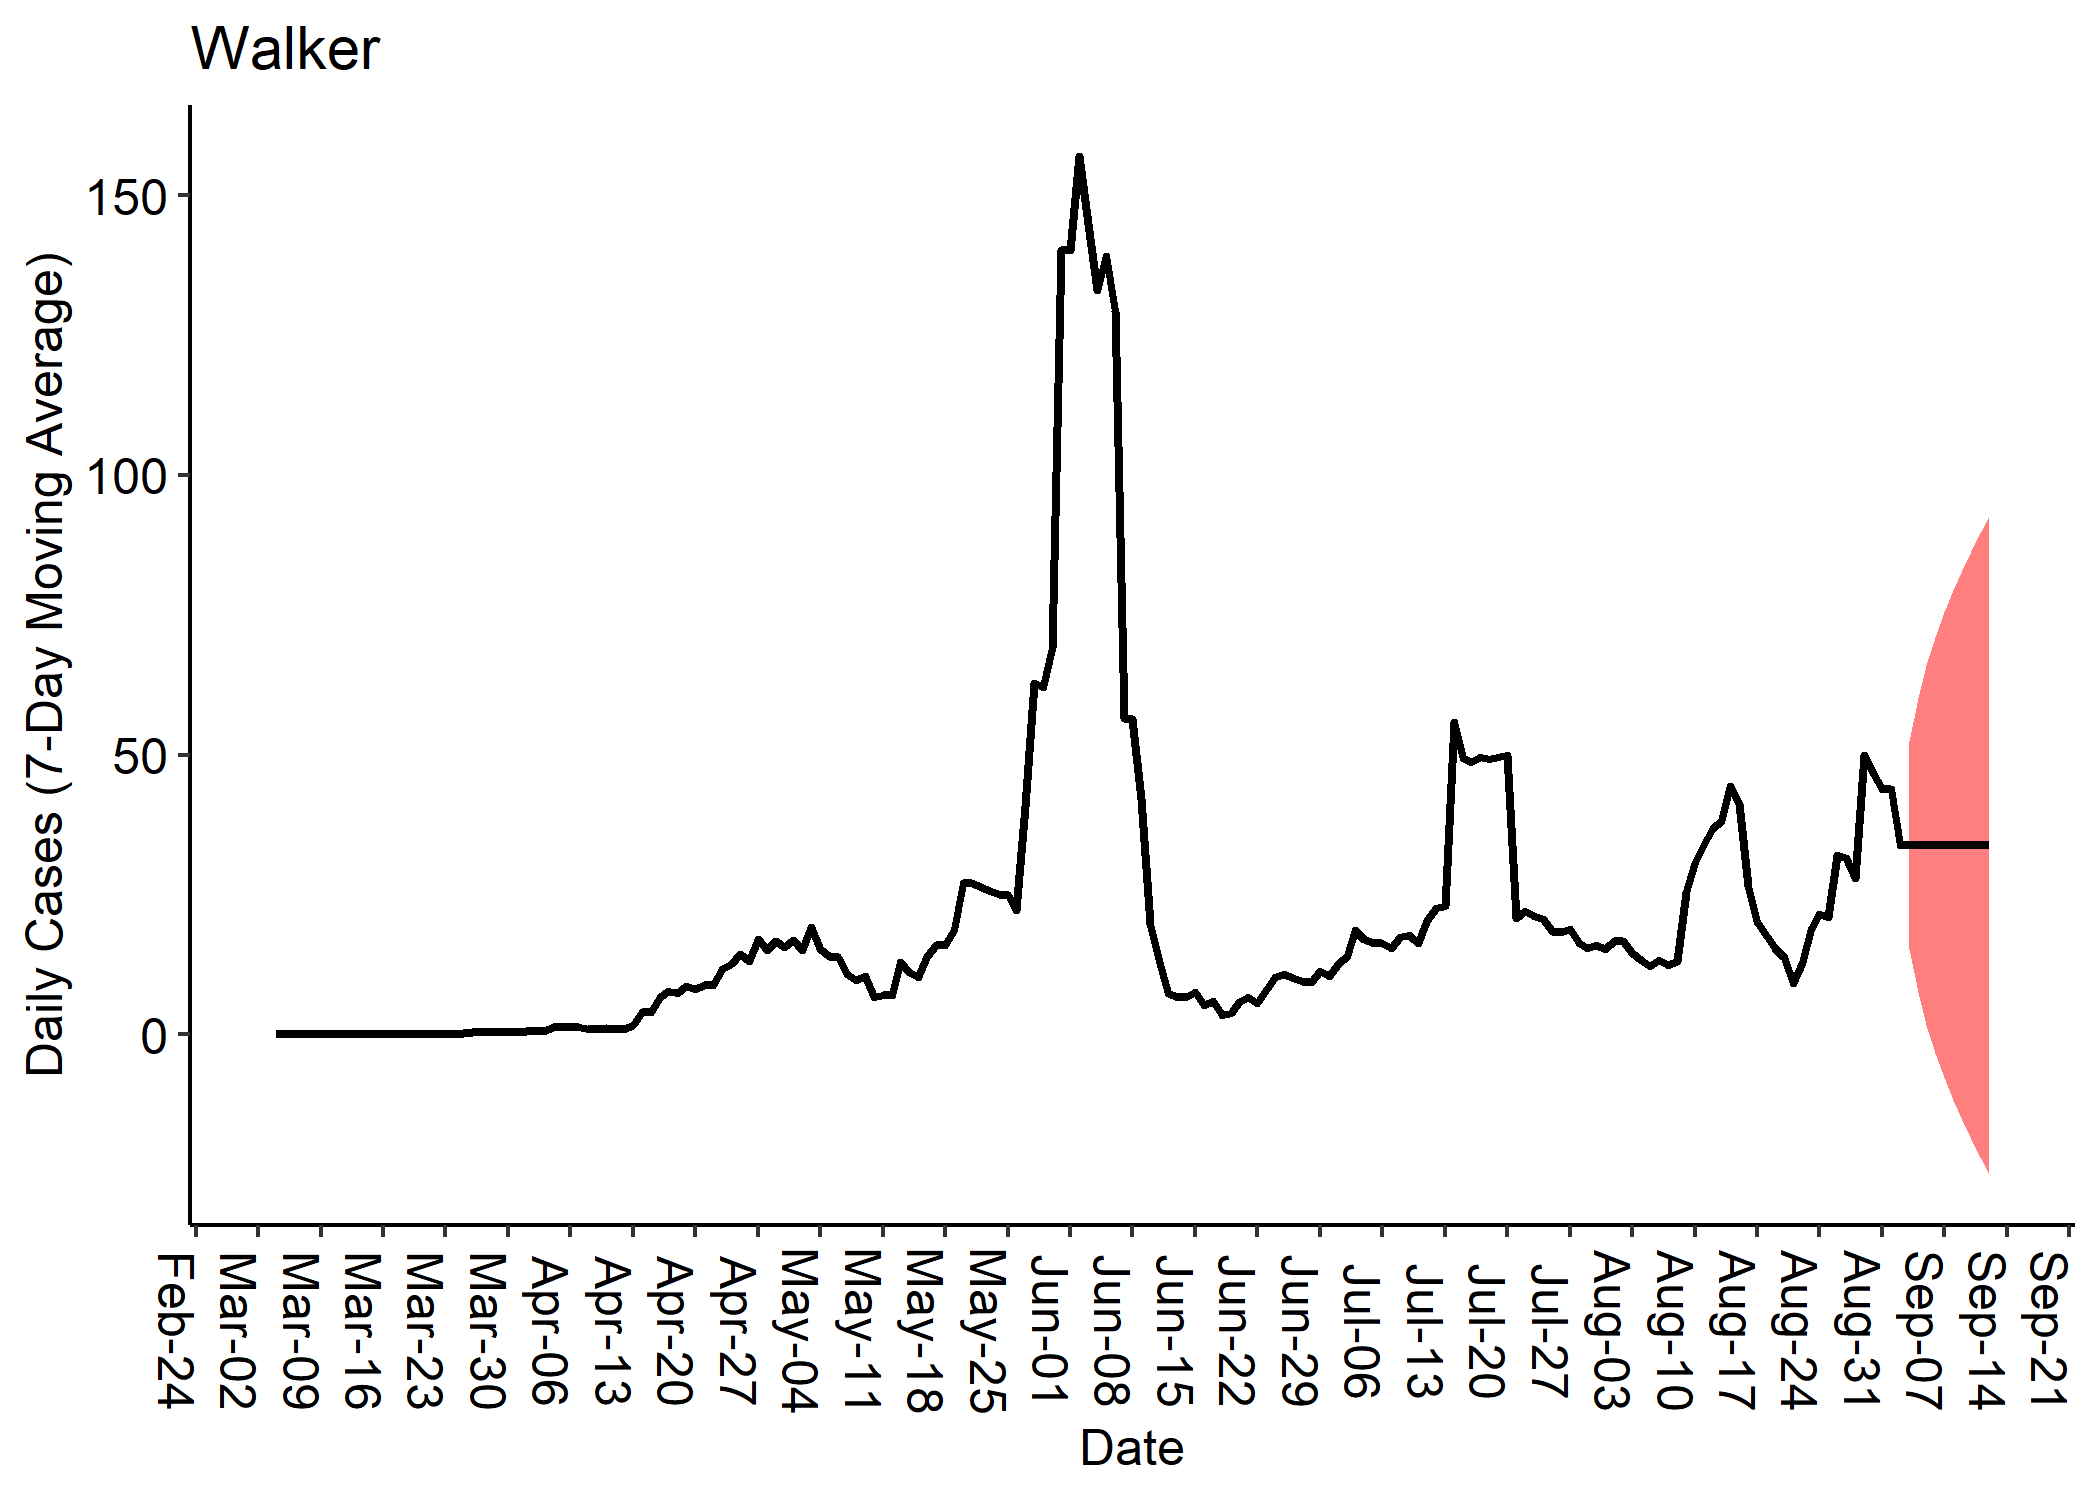 Walker
Daily Cases (7-Day Moving Average)
150
100
50
0
Feb-24
Mar-02
Mar-09
Mar-16
Mar-23
Mar-30
Apr-06
Apr-13
Apr-20
Apr-27
May-04
May-11
May-18
May-25
Jun-01
Jun-08
Jun-15
Jun-22
Jun-29
Jul-06
Jul-13
Jul-20
Jul-27
Aug-03
Aug-10
Aug-17
Aug-24
Aug-31
Sep-07
Sep-14
Sep-21
Date